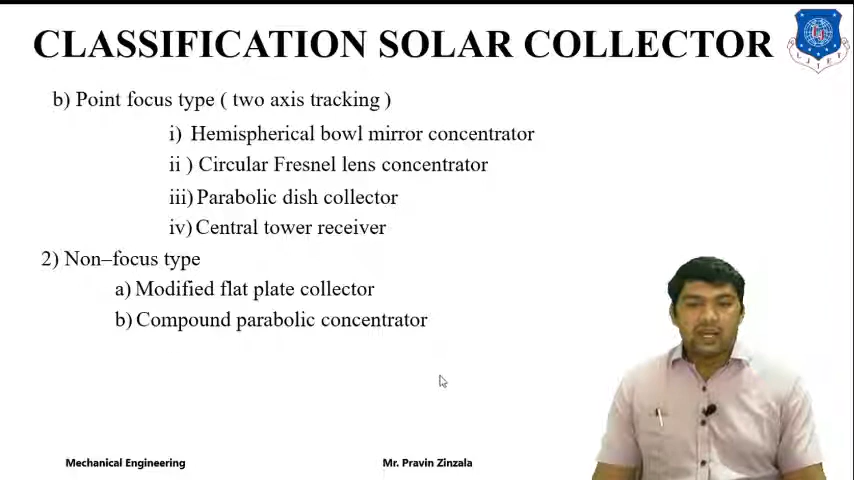 CLASSIFICATION SOLAR COLLECTOR
b) Point focus type ( two axis tracking )
i) Hemispherical bowl mirror concentrator
ii ) Circular Fresnel lens concentrator
iii) Parabolic dish collector
iv) Central tower receiver
2) Non–focus type
a) Modified flat plate collector
b) Compound parabolic concentrator
Mechanical Engineering
Mr. Pravin Zinzala